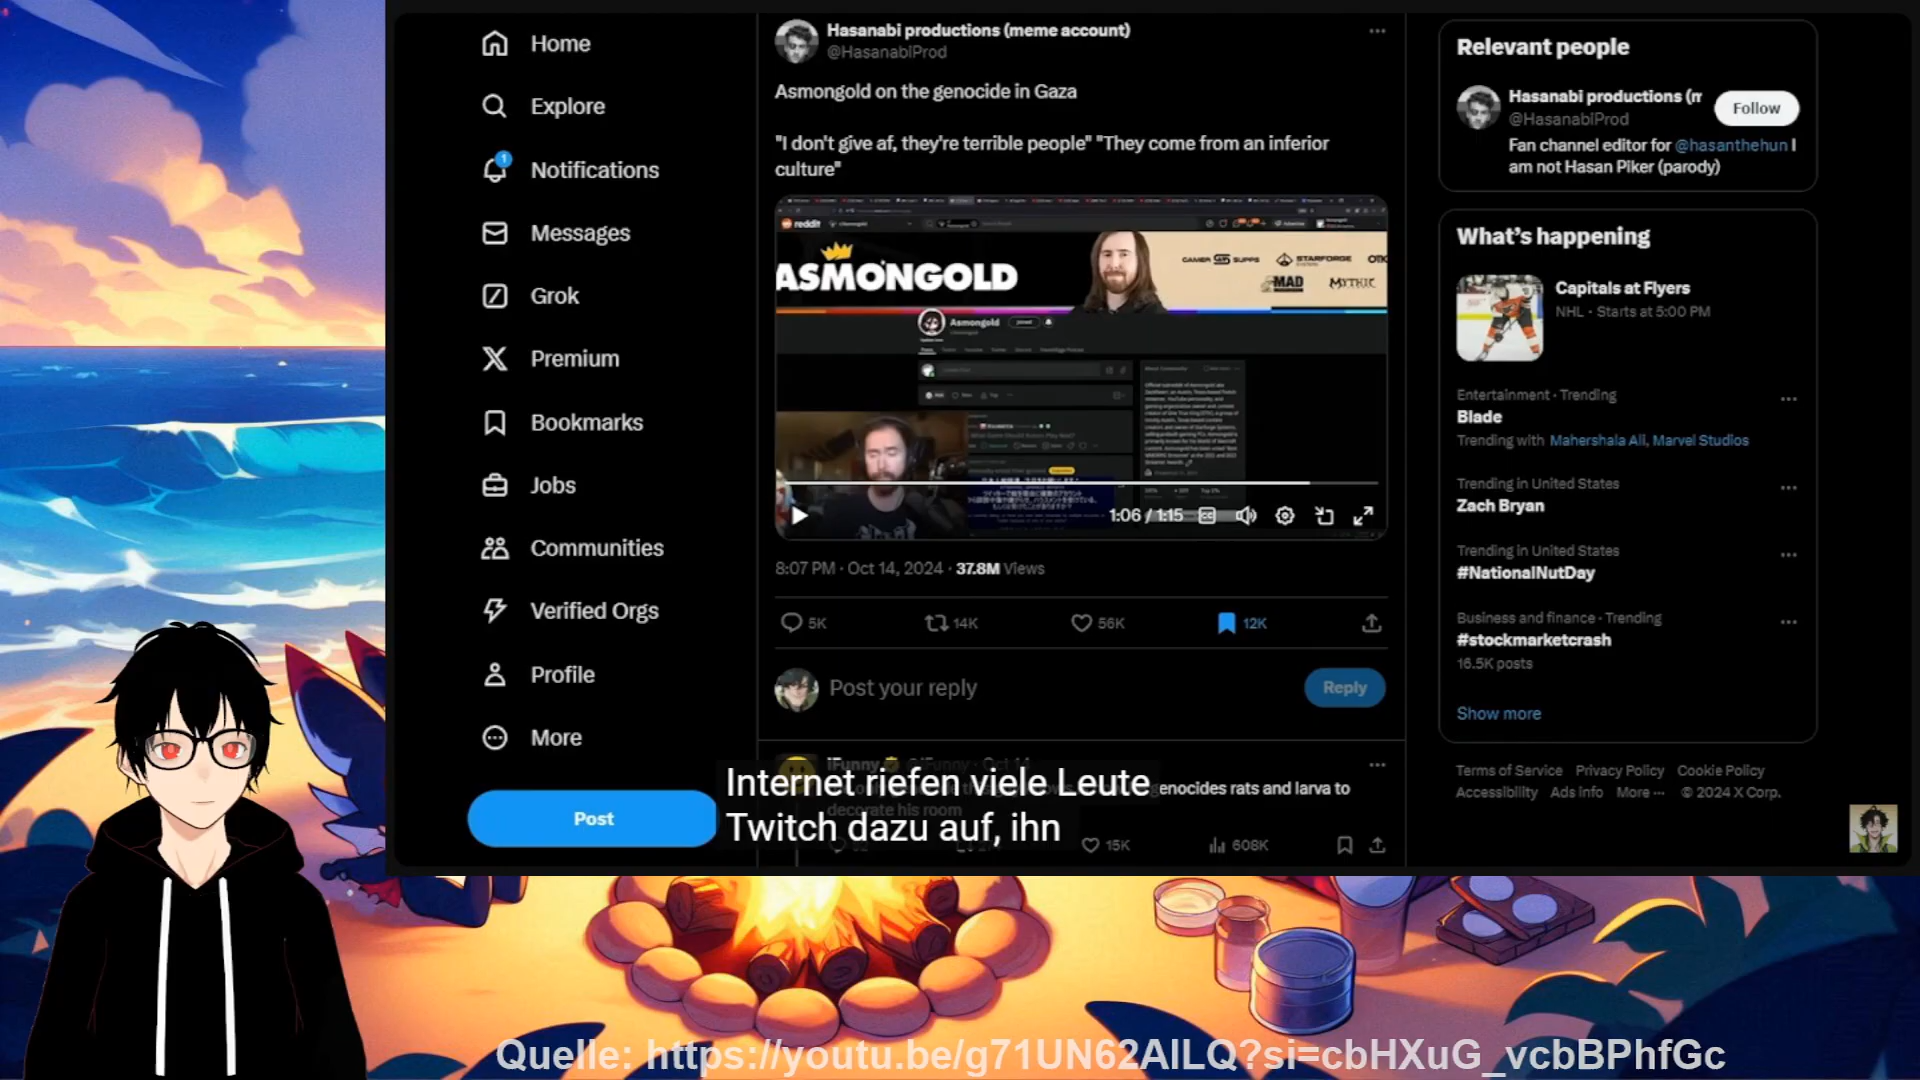 Home
Explore
1
Notifications
Messages
Grok
Premium
Bookmarks
Jobs
Communities
Verified Orgs
Profile
More
Post
Hasanabi productions (meme account)
@HasanabiProd
Asmongold on the genocide in Gaza
"I don't give af, they're terrible people" "They come from an inferior
culture"
reddit
ASMONGOLD
GAMER SUPPS
STARFORGE
OTK
MAD
MYTHIC
Asmongold
1:06 / 1:15
8:07 PM · Oct 14, 2024 · 37.8M Views
5K
14K
56K
12K
Post your reply
Reply
iFunny
Oct 14
enocides rats and larva to
decorate his room
15K
608K
Internet riefen viele Leute
Twitch dazu auf, ihn
Relevant people
Hasanabi productions (m
@HasanabiProd
Follow
Fan channel editor for @hasanthehun I
am not Hasan Piker (parody)
What's happening
Capitals at Flyers
NHL · Starts at 5:00 PM
Entertainment · Trending
Blade
Trending with Mahershala Ali, Marvel Studios
Trending in United States
Zach Bryan
Trending in United States
#NationalNutDay
Business and finance · Trending
#stockmarketcrash
16.5K posts
Show more
Terms of Service Privacy Policy Cookie Policy
Accessibility Ads info More ··· © 2024 X Corp.
Quelle: https://youtu.be/g71UN62AILQ?si=cbHXuG_vcbBPhfGc